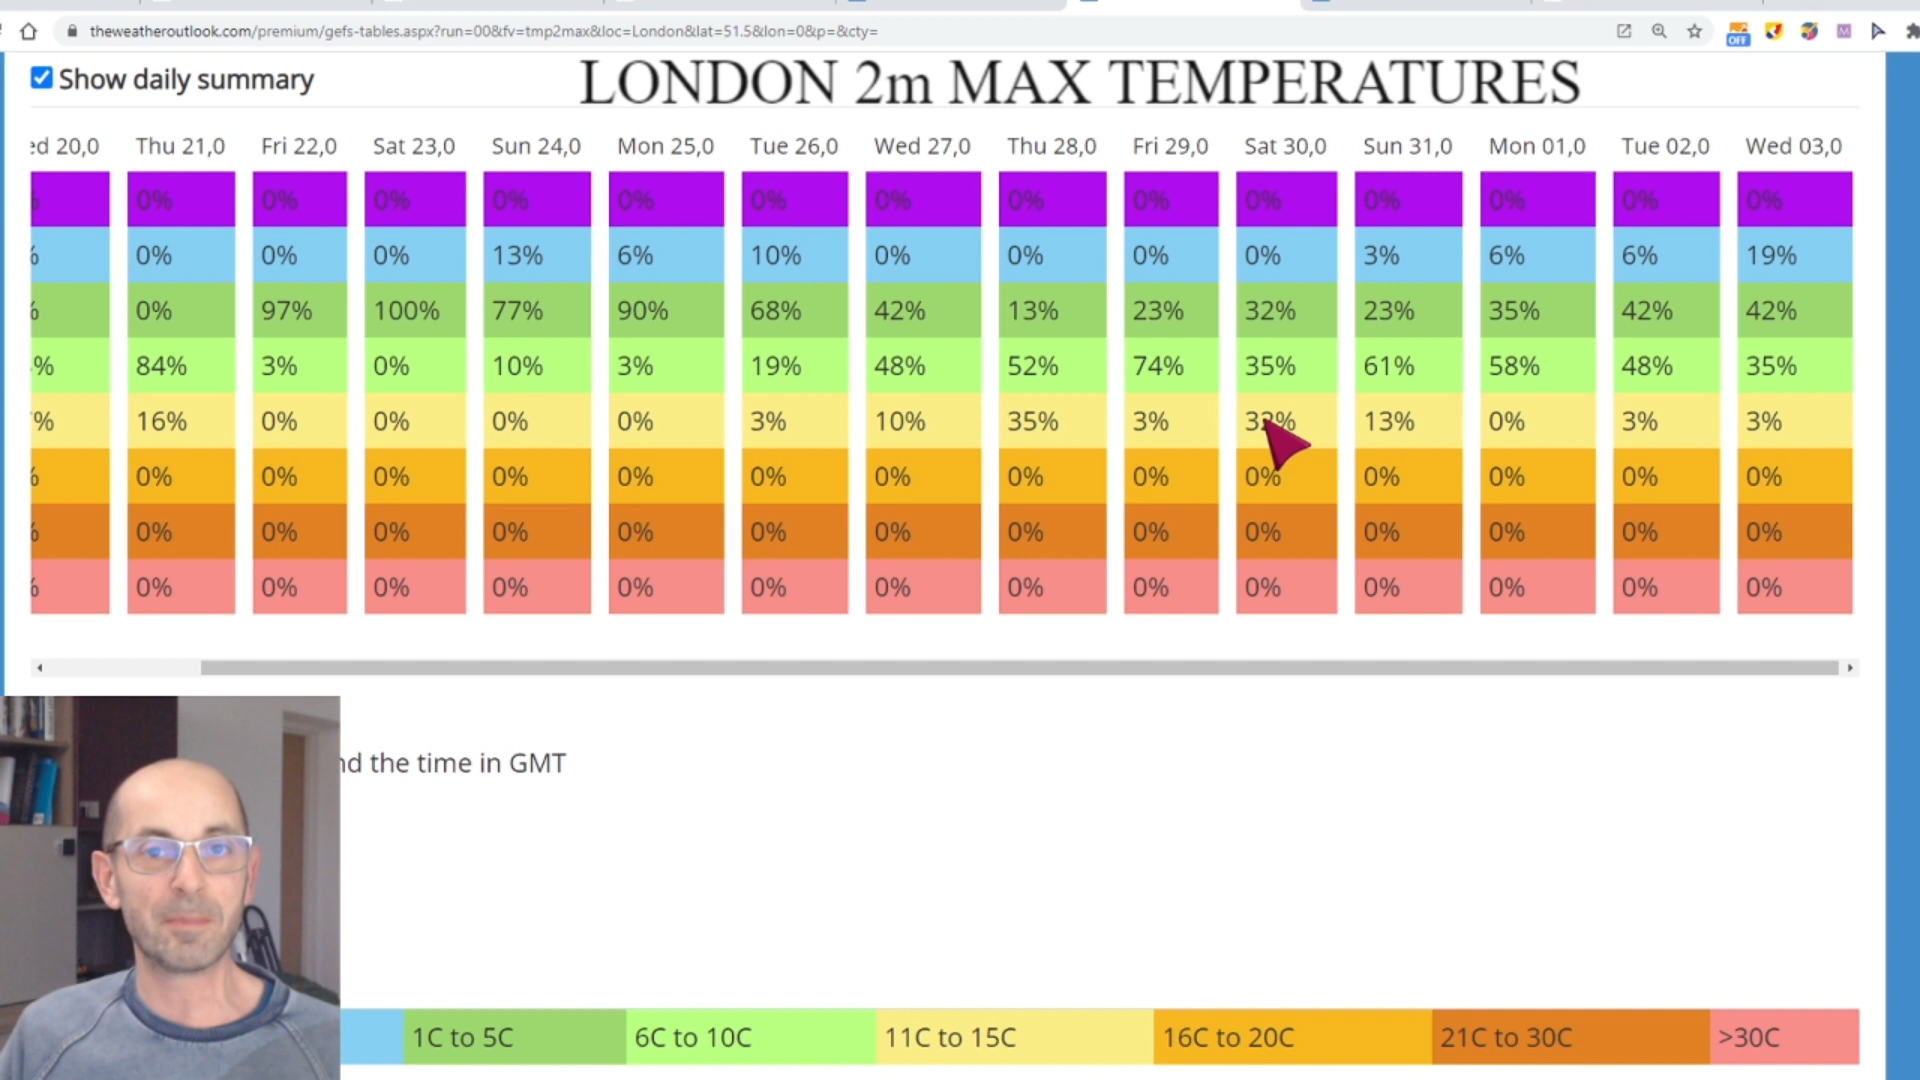 theweatheroutlook.com/premium/gefs-tables.aspx?run=00&fv=tmp2max&loc=London&lat=51.5&lon=0&p=&cty=
OFF
Show daily summary
LONDON 2m MAX TEMPERATURES
ed 20,0 Thu 21,0 Fri 22,0 Sat 23,0 Sun 24,0 Mon 25,0 Tue 26,0 Wed 27,0 Thu 28,0 Fri 29,0 Sat 30,0 Sun 31,0 Mon 01,0 Tue 02,0 Wed 03,0
% 0% 0% 0% 0% 0% 0% 0% 0% 0% 0% 0% 0% 0% 0%
% 0% 0% 0% 13% 6% 10% 0% 0% 0% 0% 3% 6% 6% 19%
% 0% 97% 100% 77% 90% 68% 42% 13% 23% 32% 23% 35% 42% 42%
% 84% 3% 0% 10% 3% 19% 48% 52% 74% 35% 61% 58% 48% 35%
% 16% 0% 0% 0% 0% 3% 10% 35% 3% 32% 13% 0% 3% 3%
% 0% 0% 0% 0% 0% 0% 0% 0% 0% 0% 0% 0% 0% 0%
% 0% 0% 0% 0% 0% 0% 0% 0% 0% 0% 0% 0% 0% 0%
% 0% 0% 0% 0% 0% 0% 0% 0% 0% 0% 0% 0% 0% 0%
nd the time in GMT
1C to 5C 6C to 10C 11C to 15C 16C to 20C 21C to 30C >30C